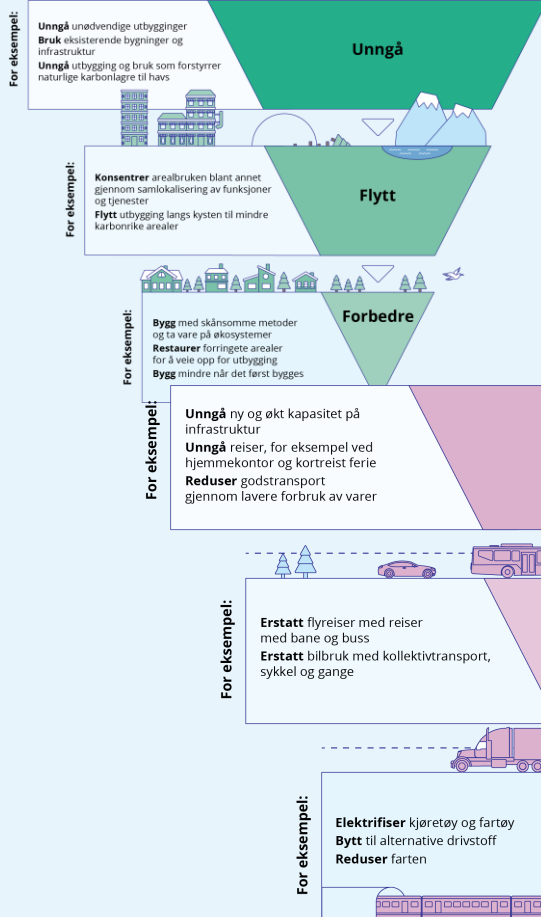 For eksempel:
Unngå unødvendige utbygginger
Bruk eksisterende bygninger og
infrastruktur
Unngå utbygging og bruk som forstyrrer
naturlige karbonlagre til havs
Unngå
For eksempel:
Konsentrer arealbruken blant annet
gjennom samlokalisering av funksjoner
og tjenester
Flytt utbygging langs kysten til mindre
karbonrike arealer
Flytt
For eksempel:
Bygg med skånsomme metoder
og ta vare på økosystemer
Restaurer forringete arealer
for å veie opp for utbygging
Bygg mindre når det først bygges
Forbedre
For eksempel:
Unngå ny og økt kapasitet på
infrastruktur
Unngå reiser, for eksempel ved
hjemmekontor og kortreist ferie
Reduser godstransport
gjennom lavere forbruk av varer
For eksempel:
Erstatt flyreiser med reiser
med bane og buss
Erstatt bilbruk med kollektivtransport,
sykkel og gange
For eksempel:
Elektrifiser kjøretøy og fartøy
Bytt til alternative drivstoff
Reduser farten